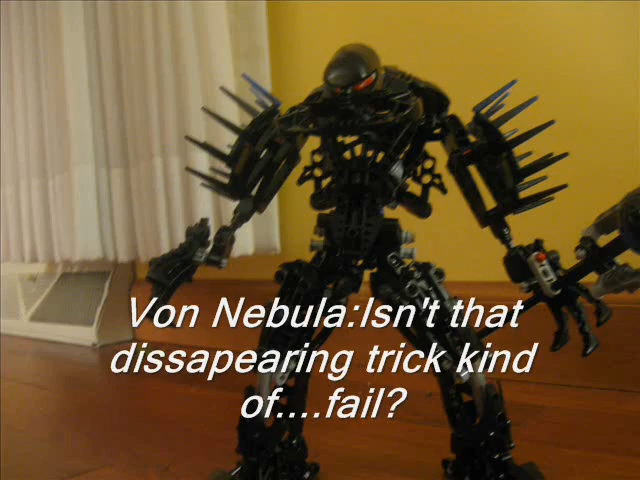 Von Nebula:Isn't that
dissapearing trick kind
of....fail?